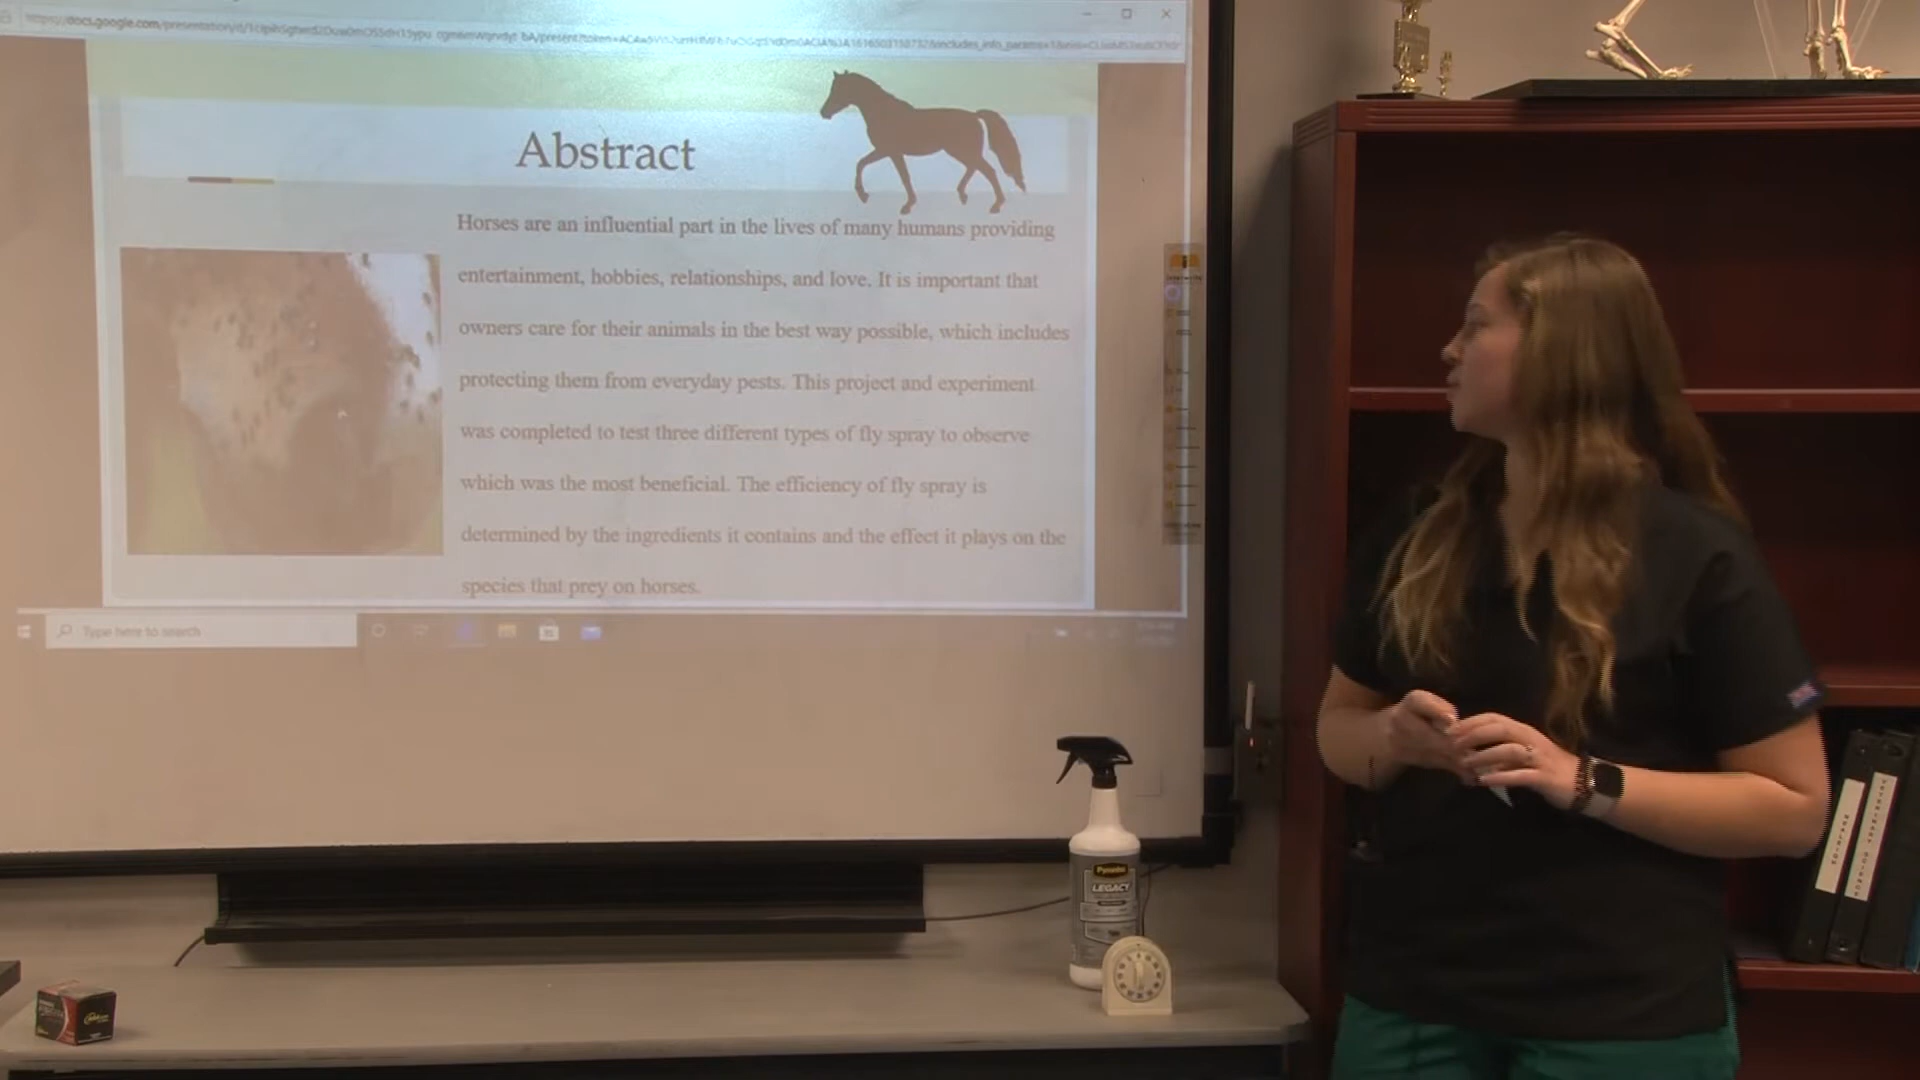 Abstract
Horses are an influential part in the lives of many humans providing
entertainment, hobbies, relationships, and love. It is important that
owners care for their animals in the best way possible, which includes
protecting them from everyday pests. This project and experiment
was completed to test three different types of fly spray to observe
which was the most beneficial. The efficiency of fly spray is
determined by the ingredients it contains and the effect it plays on the
species that prey on horses.
Type here to search
LEGACY
VETERINARY SCIENCE